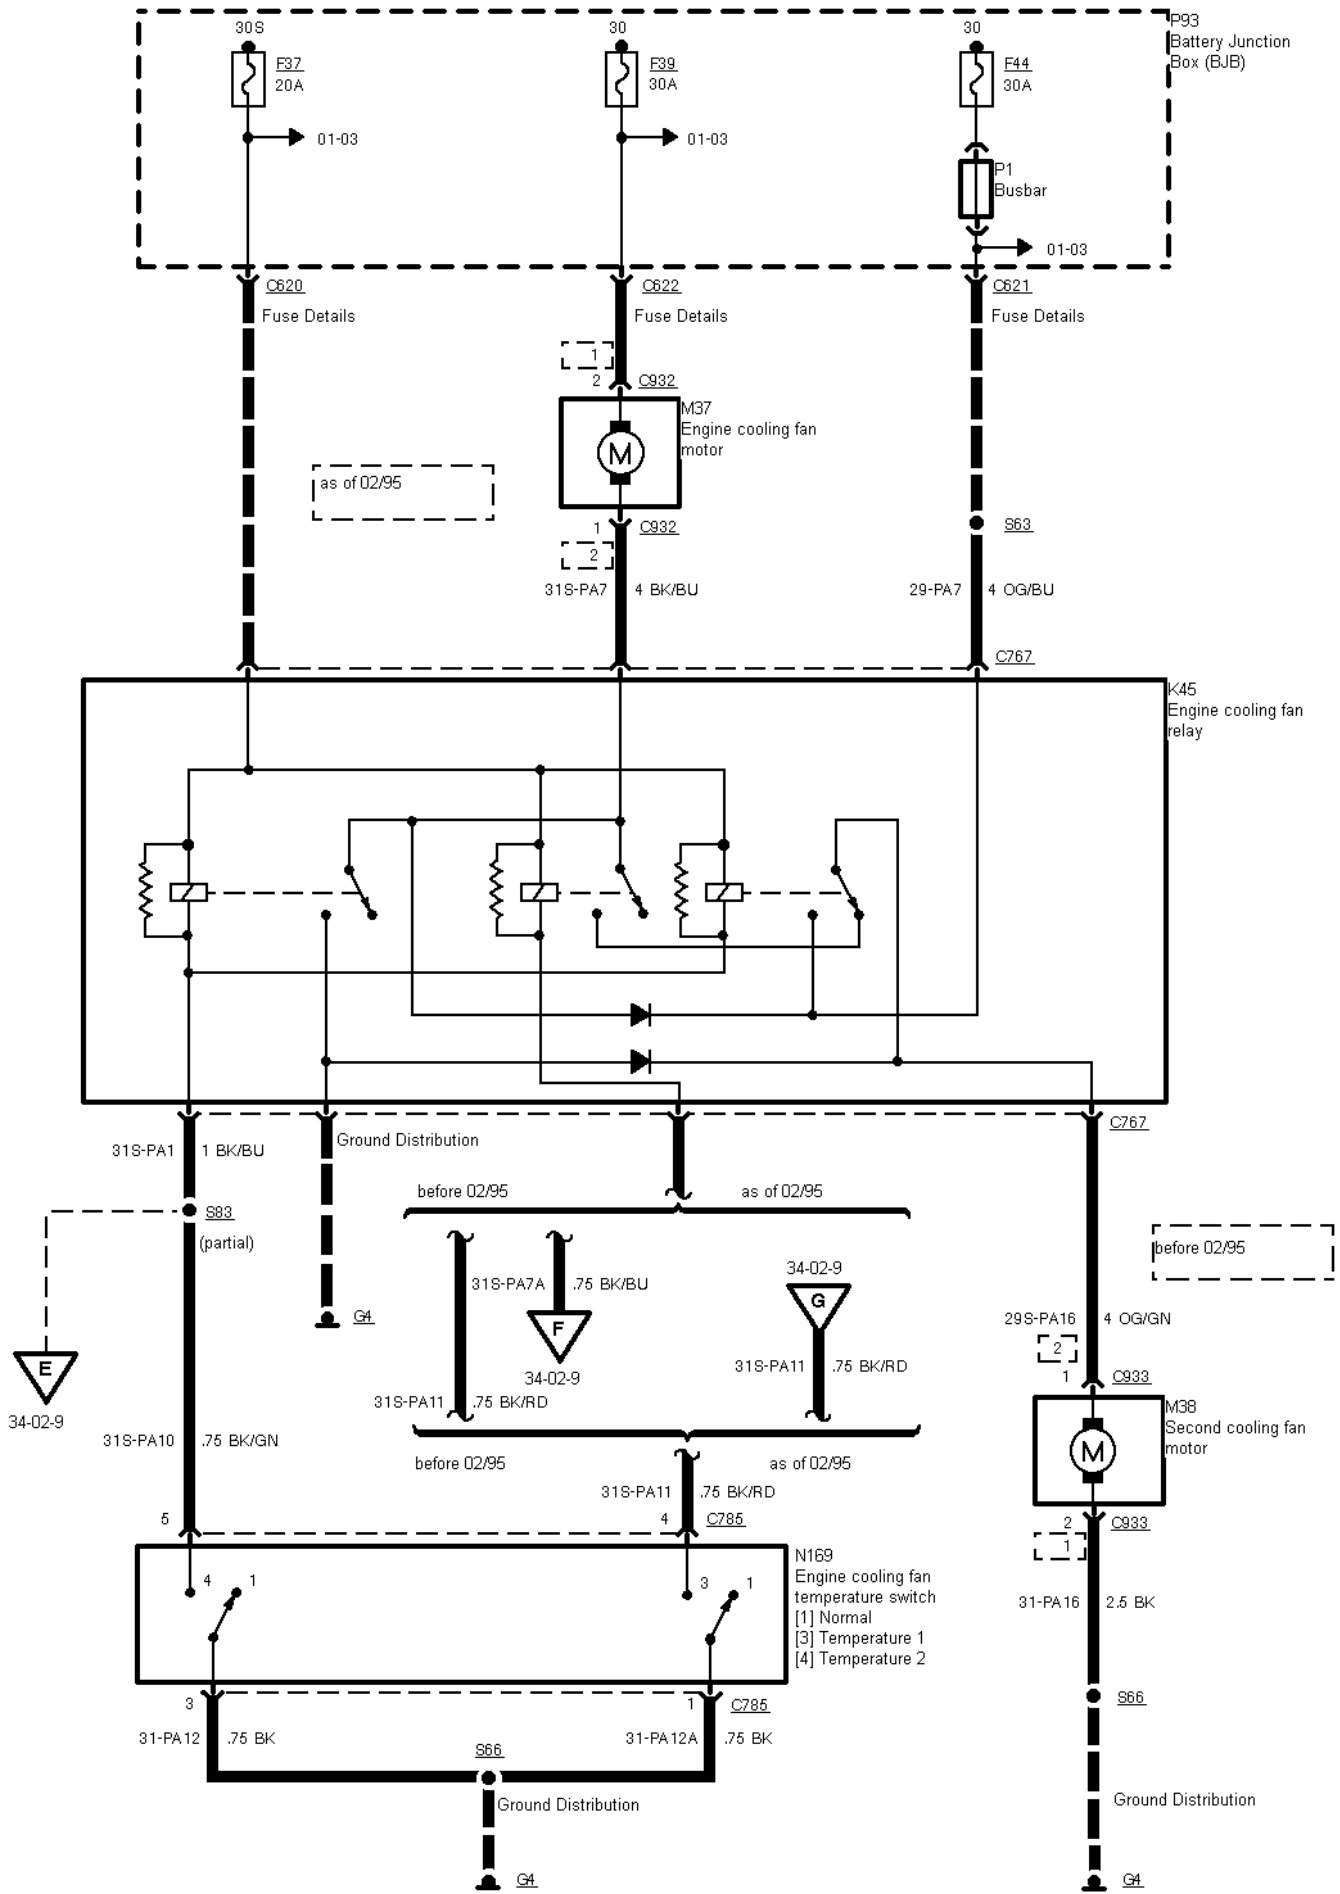 30S
30
30
P93
Battery Junction
Box (BJB)
F37
20A
F39
30A
F44
30A
01-03
01-03
P1
Busbar
01-03
C620
Fuse Details
C622
Fuse Details
C621
Fuse Details
1
2
C932
M37
Engine cooling fan
motor
M
as of 02/95
1
C932
2
S63
31S-PA7
4 BK/BU
29-PA7
4 OG/BU
C767
K45
Engine cooling fan
relay
C767
31S-PA1
1 BK/BU
Ground Distribution
before 02/95
as of 02/95
S83
(partial)
before 02/95
34-02-9
G
31S-PA7A
.75 BK/BU
G4
F
34-02-9
29S-PA16
4 OG/GN
2
1
C933
E
34-02-9
31S-PA11
.75 BK/RD
31S-PA11
.75 BK/RD
31S-PA10
.75 BK/GN
before 02/95
as of 02/95
M38
Second cooling fan
motor
M
31S-PA11
.75 BK/RD
5
4
C785
2
C933
1
N169
Engine cooling fan
temperature switch
[1] Normal
[3] Temperature 1
[4] Temperature 2
4
1
3
1
31-PA16
2.5 BK
3
1
C785
S66
31-PA12
.75 BK
31-PA12A
.75 BK
S66
Ground Distribution
Ground Distribution
G4
G4